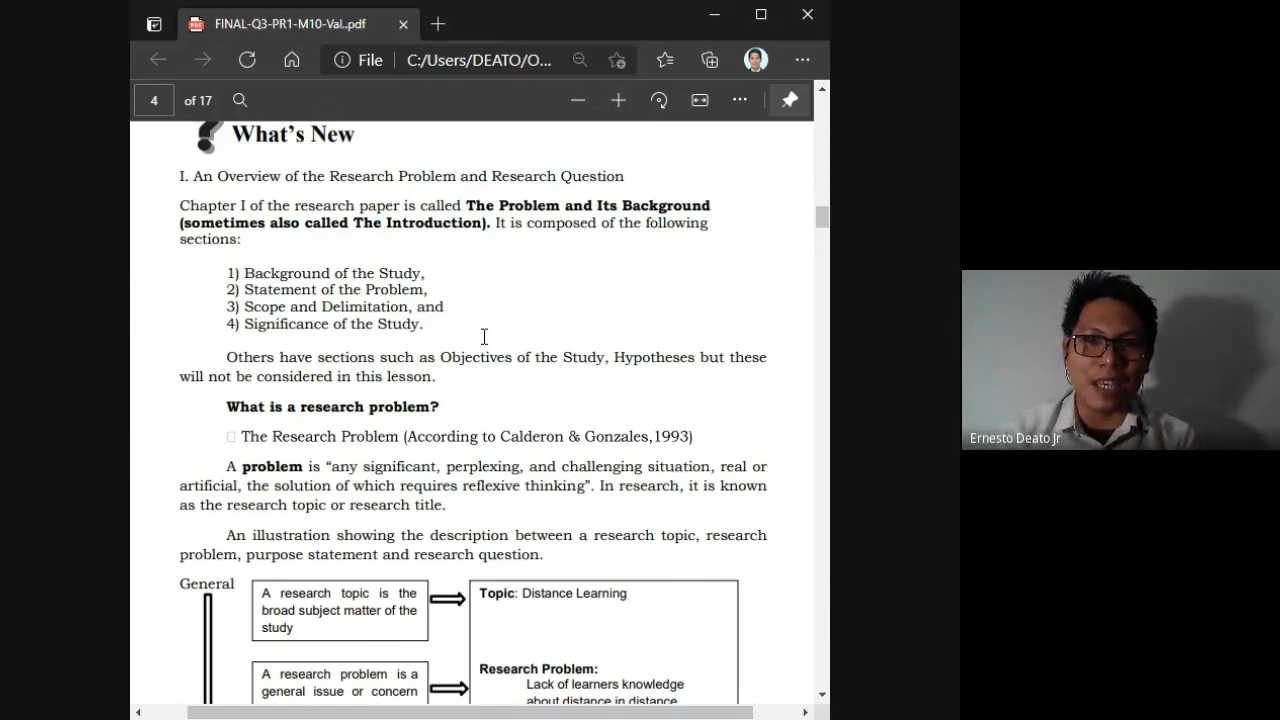 FINAL-Q3-PR1-M10-Val..pdf
File
C:/Users/DEATO/O...
4
of 17
What's New
I. An Overview of the Research Problem and Research Question
Chapter I of the research paper is called The Problem and Its Background
(sometimes also called The Introduction). It is composed of the following
sections:
1) Background of the Study,
2) Statement of the Problem,
3) Scope and Delimitation, and
4) Significance of the Study.
Others have sections such as Objectives of the Study, Hypotheses but these
will not be considered in this lesson.
What is a research problem?
The Research Problem (According to Calderon & Gonzales,1993)
A problem is “any significant, perplexing, and challenging situation, real or
artificial, the solution of which requires reflexive thinking”. In research, it is known
as the research topic or research title.
An illustration showing the description between a research topic, research
problem, purpose statement and research question.
General
A research topic is the
broad subject matter of the
study
Topic: Distance Learning
A research problem is a
general issue or concern
Research Problem:
Lack of learners knowledge
about distance in distance
Ernesto Deato Jr